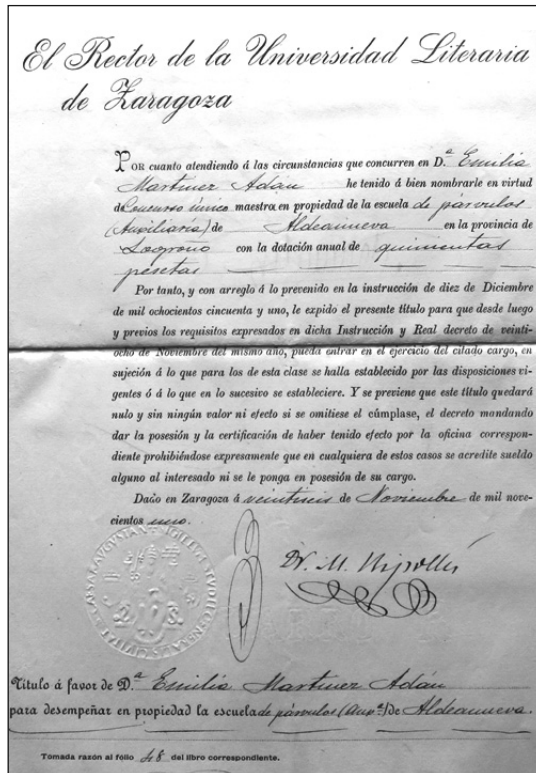 El Rector de la Universidad Literaria
de Zaragoza
POR cuanto atendiendo á las circunstancias que concurren en D.ª Emilia
Martinez Adán he tenido á bien nombrarle en virtud
de Concurso único maestra en propiedad de la escuela de párvulos
(Auxiliaria) de Aldeanueva en la provincia de
Logroño con la dotación anual de quinientas
pesetas
Por tanto, y con arreglo á lo prevenido en la instrucción de diez de Diciembre
de mil ochocientos cincuenta y uno, le expido el presente título para que desde luego
y previos los requisitos expresados en dicha Instrucción y Real decreto de veinti-
ocho de Noviembre del mismo año, pueda entrar en el ejercicio del citado cargo, en
sujeción á lo que para los de esta clase se halla establecido por las disposiciones vi-
gentes ó á lo que en lo sucesivo se estableciere. Y se previene que este título quedará
nulo y sin ningún valor ni efecto si se omitiese el cúmplase, el decreto mandando
dar la posesión y la certificación de haber tenido efecto por la oficina correspon-
diente prohibiéndose expresamente que en cualquiera de estos casos se acredite sueldo
alguno al interesado ni se le ponga en posesión de su cargo.
Dado en Zaragoza á veintiseis de Noviembre de mil nove-
cientos uno.
Dr. M. Ripollés
Título á favor de D.ª Emilia Martinez Adán
para desempeñar en propiedad la escuela de párvulos (Auxª) de Aldeanueva.
Tomada razón al folio 48 del libro correspondiente.